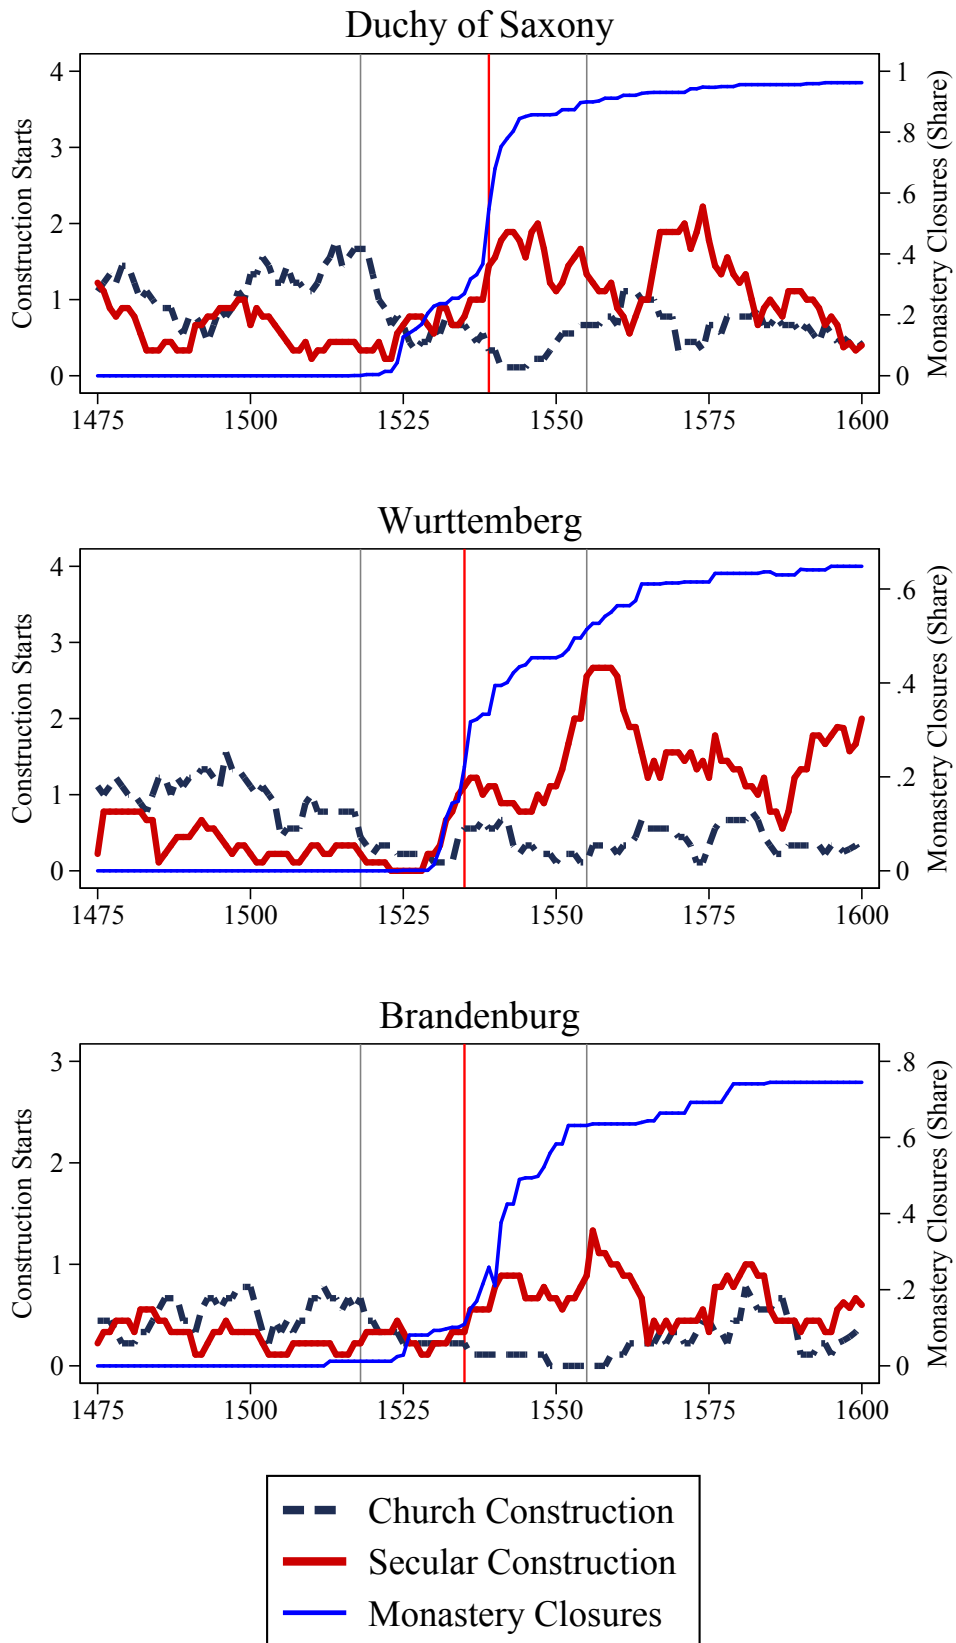 Duchy of Saxony
Construction Starts
Monastery Closures (Share)
4
3
2
1
0
1
.8
.6
.4
.2
0
1475 1500 1525 1550 1575 1600
Wurttemberg
Construction Starts
Monastery Closures (Share)
4
3
2
1
0
.6
.4
.2
0
1475 1500 1525 1550 1575 1600
Brandenburg
Construction Starts
Monastery Closures (Share)
3
2
1
0
.8
.6
.4
.2
0
1475 1500 1525 1550 1575 1600
Church Construction
Secular Construction
Monastery Closures